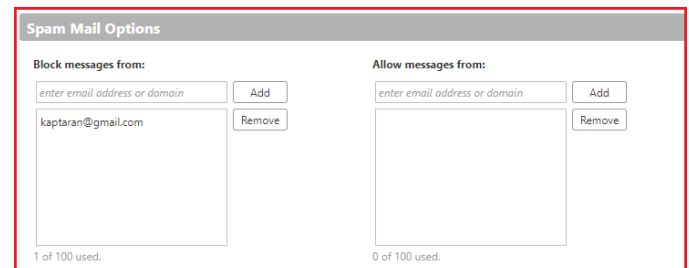 Spam Mail Options
Block messages from:
enter email address or domain
Add
kaptaran@gmail.com
Remove
1 of 100 used.
Allow messages from:
enter email address or domain
Add
Remove
0 of 100 used.